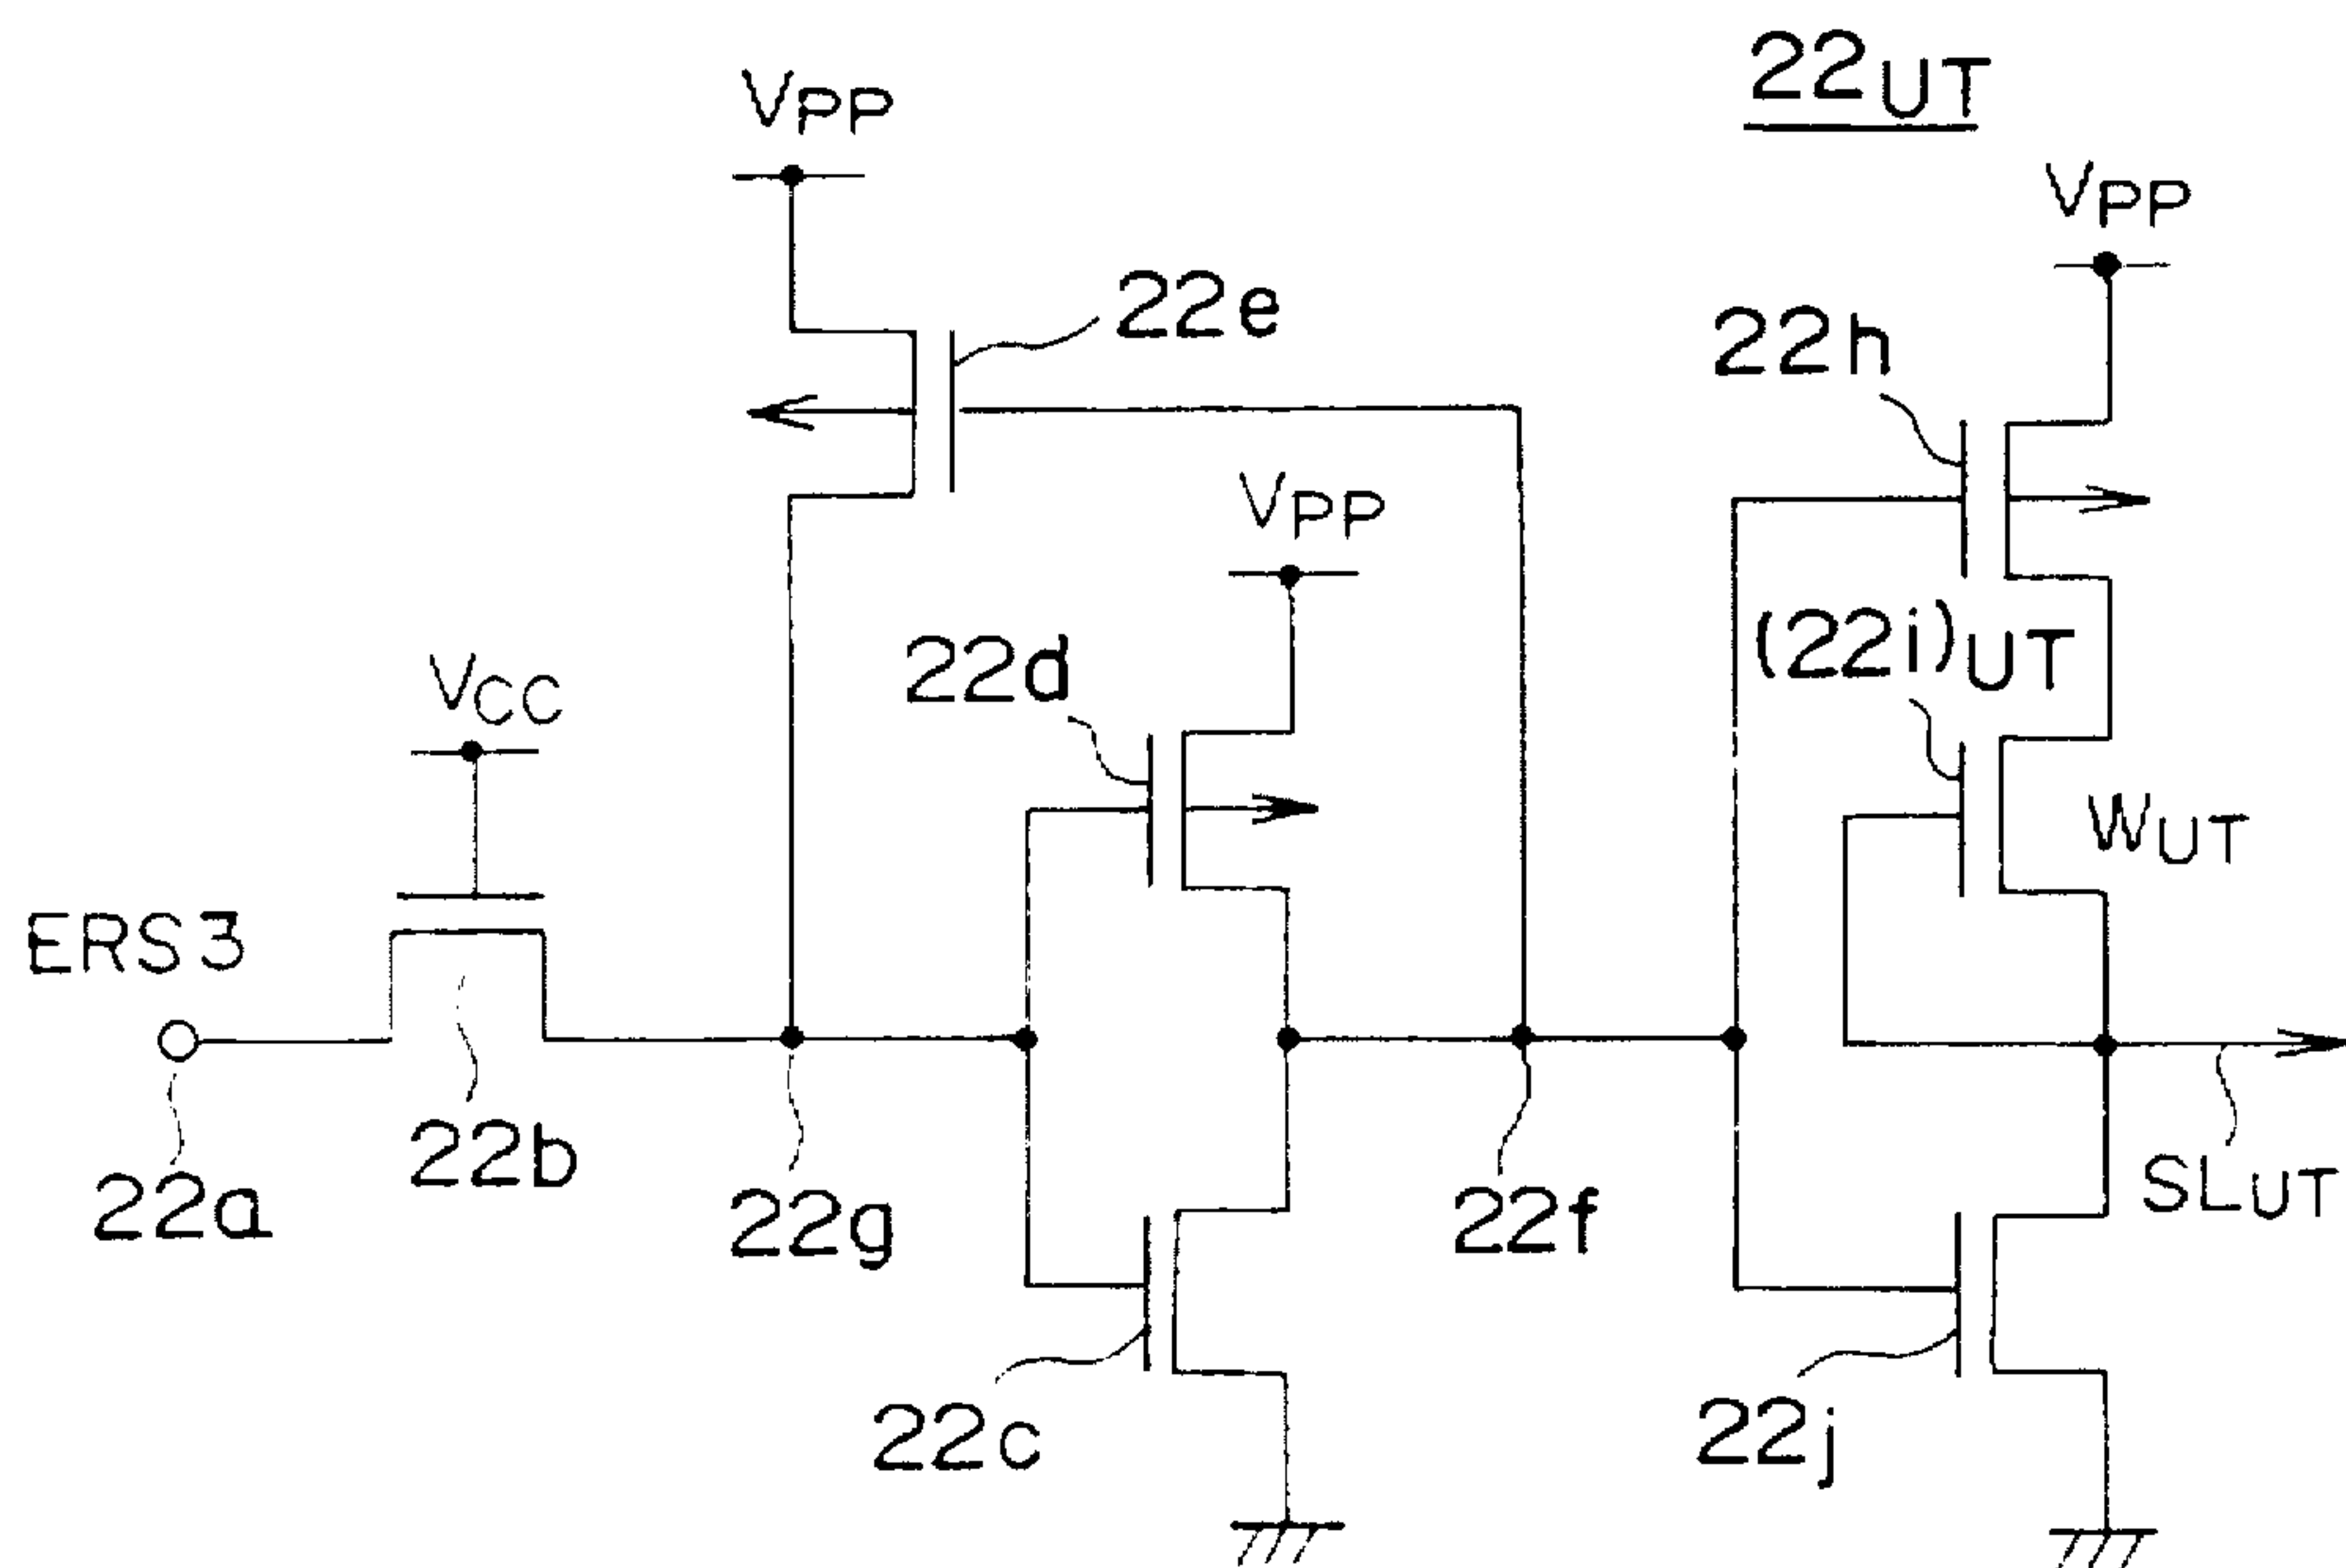 22UT
VPP
VPP
22e
22h
VPP
(22i)UT
22d
VCC
WUT
ERS3
22b
SLUT
22a
22g
22f
22c
22j